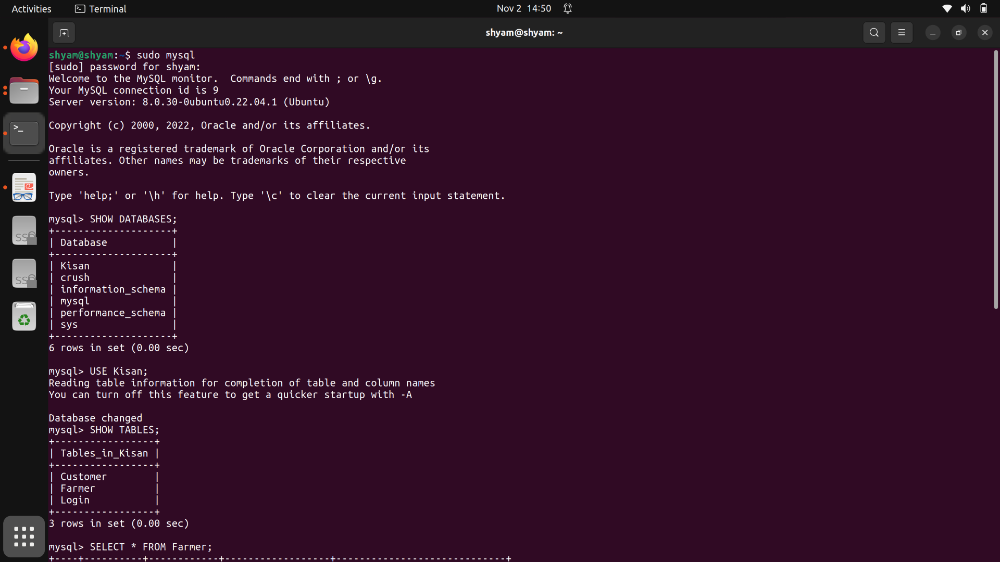 Activities Terminal Nov 2 14:50
shyam@shyam: ~
shyam@shyam:~$ sudo mysql
[sudo] password for shyam:
Welcome to the MySQL monitor.  Commands end with ; or \g.
Your MySQL connection id is 9
Server version: 8.0.30-0ubuntu0.22.04.1 (Ubuntu)
Copyright (c) 2000, 2022, Oracle and/or its affiliates.
Oracle is a registered trademark of Oracle Corporation and/or its
affiliates. Other names may be trademarks of their respective
owners.
Type 'help;' or '\h' for help. Type '\c' to clear the current input statement.
mysql> SHOW DATABASES;
+--------------------+
| Database           |
+--------------------+
| Kisan              |
| crush              |
| information_schema |
| mysql              |
| performance_schema |
| sys                |
+--------------------+
6 rows in set (0.00 sec)
mysql> USE Kisan;
Reading table information for completion of table and column names
You can turn off this feature to get a quicker startup with -A
Database changed
mysql> SHOW TABLES;
+-----------------+
| Tables_in_Kisan |
+-----------------+
| Customer        |
| Farmer          |
| Login           |
+-----------------+
3 rows in set (0.00 sec)
mysql> SELECT * FROM Farmer;
+----+----------+------------+------------------+-----------------------------+
>_
SSD
SSD